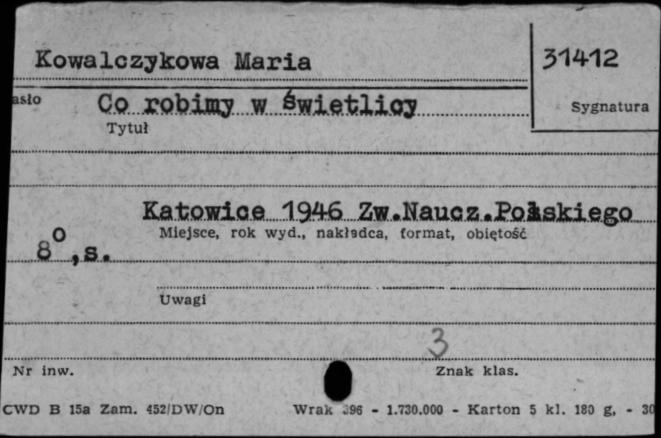 Kowalczykowa Maria
31412
asło
Co robimy w świetlicy
Sygnatura
Tytuł
Katowice 1946 Zw.Naucz.Polskiego
Miejsce, rok wyd., nakładca, format, objętość
8⁰,s.
Uwagi
3
Nr inw.
Znak klas.
CWD B 15a Zam. 452/DW/On
Wrak 396 - 1.730.000 - Karton 5 kl. 180 g, - 30